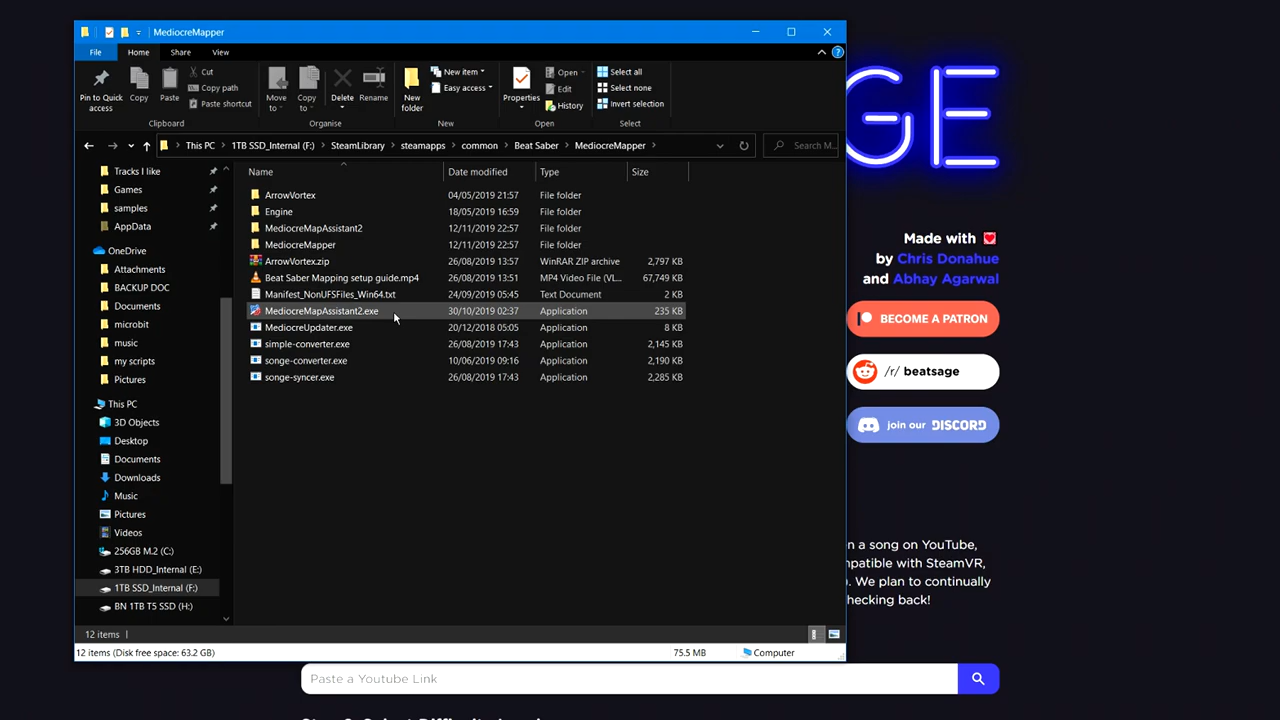 MediocreMapper
File Home Share View
Pin to Quick access
Copy
Paste
Cut
Copy path
Paste shortcut
Clipboard
Move to
Copy to
Delete
Rename
Organise
New folder
New item
Easy access
New
Properties
Open
Edit
History
Open
Select all
Select none
Invert selection
Select
This PC > 1TB SSD_Internal (F:) > SteamLibrary > steamapps > common > Beat Saber > MediocreMapper >
Search M...
Tracks I like
Games
samples
AppData
OneDrive
Attachments
BACKUP DOC
Documents
microbit
music
my scripts
Pictures
This PC
3D Objects
Desktop
Documents
Downloads
Music
Pictures
Videos
256GB M.2 (C:)
3TB HDD_Internal (E:)
1TB SSD_Internal (F:)
BN 1TB T5 SSD (H:)
Name Date modified Type Size
ArrowVortex 04/05/2019 21:57 File folder
Engine 18/05/2019 16:59 File folder
MediocreMapAssistant2 12/11/2019 22:57 File folder
MediocreMapper 12/11/2019 22:57 File folder
ArrowVortex.zip 26/08/2019 13:57 WinRAR ZIP archive 2,797 KB
Beat Saber Mapping setup guide.mp4 26/08/2019 13:51 MP4 Video File (VL... 67,749 KB
Manifest_NonUFSFiles_Win64.txt 24/09/2019 05:45 Text Document 2 KB
MediocreMapAssistant2.exe 30/10/2019 02:37 Application 235 KB
MediocreUpdater.exe 20/12/2018 05:05 Application 8 KB
simple-converter.exe 26/08/2019 17:43 Application 2,145 KB
songe-converter.exe 10/06/2019 09:16 Application 2,190 KB
songe-syncer.exe 26/08/2019 17:43 Application 2,285 KB
12 items
12 items (Disk free space: 63.2 GB) 75.5 MB Computer
GE
Made with
by Chris Donahue
and Abhay Agarwal
BECOME A PATRON
/r/ beatsage
join our DISCORD
n a song on YouTube,
mpatible with SteamVR,
. We plan to continually
hecking back!
Paste a Youtube Link